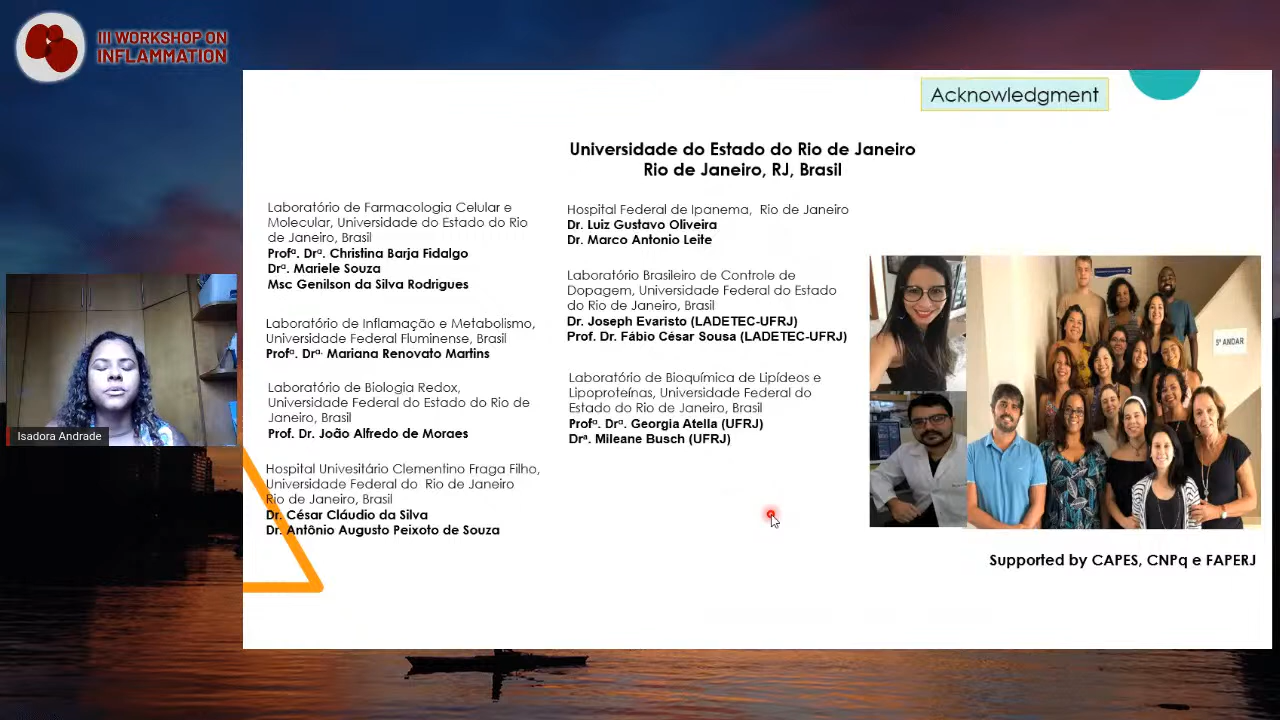 III WORKSHOP ON
INFLAMMATION
Acknowledgment
Universidade do Estado do Rio de Janeiro
Rio de Janeiro, RJ, Brasil
Laboratório de Farmacologia Celular e
Molecular, Universidade do Estado do Rio
de Janeiro, Brasil
Profª. Drª. Christina Barja Fidalgo
Drª. Mariele Souza
Msc Genilson da Silva Rodrigues
Laboratório de Inflamação e Metabolismo,
Universidade Federal Fluminense, Brasil
Profª. Drª. Mariana Renovato Martins
Laboratório de Biologia Redox,
Universidade Federal do Estado do Rio de
Janeiro, Brasil
Prof. Dr. João Alfredo de Moraes
Hospital Univesitário Clementino Fraga Filho,
Universidade Federal do Rio de Janeiro
Rio de Janeiro, Brasil
Dr. César Cláudio da Silva
Dr. Antônio Augusto Peixoto de Souza
Hospital Federal de Ipanema, Rio de Janeiro
Dr. Luiz Gustavo Oliveira
Dr. Marco Antonio Leite
Laboratório Brasileiro de Controle de
Dopagem, Universidade Federal do Estado
do Rio de Janeiro, Brasil
Dr. Joseph Evaristo (LADETEC-UFRJ)
Prof. Dr. Fábio César Sousa (LADETEC-UFRJ)
Laboratório de Bioquímica de Lipídeos e
Lipoproteínas, Universidade Federal do
Estado do Rio de Janeiro, Brasil
Profª. Drª. Georgia Atella (UFRJ)
Drª. Mileane Busch (UFRJ)
5º ANDAR
Supported by CAPES, CNPq e FAPERJ
Isadora Andrade